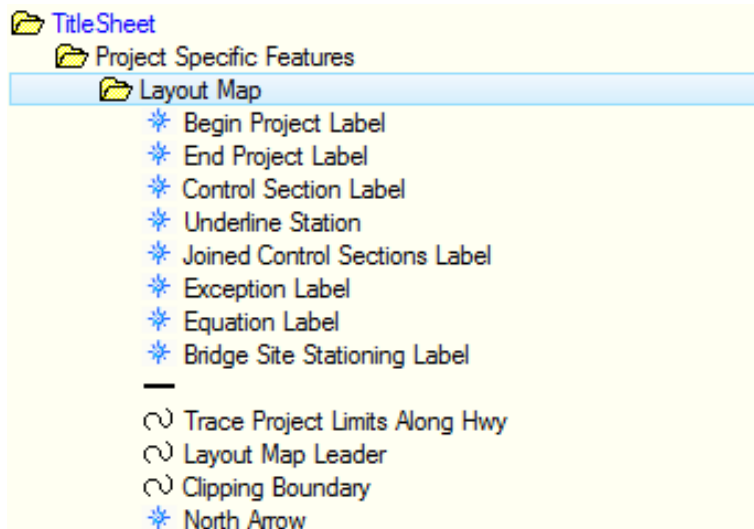 TitleSheet
Project Specific Features
Layout Map
Begin Project Label
End Project Label
Control Section Label
Underline Station
Joined Control Sections Label
Exception Label
Equation Label
Bridge Site Stationing Label
Trace Project Limits Along Hwy
Layout Map Leader
Clipping Boundary
North Arrow